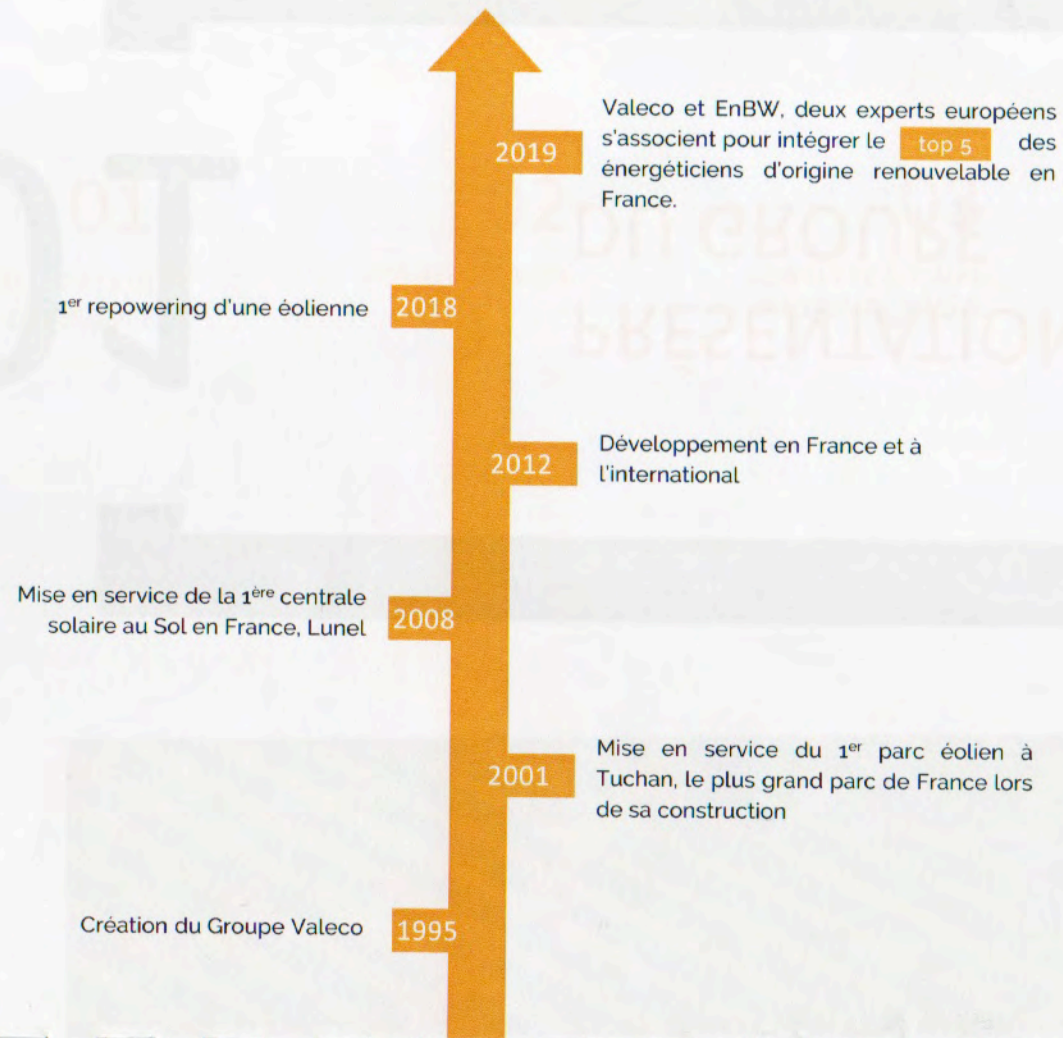 2019
Valeco et EnBW, deux experts européens
s'associent pour intégrer le top 5 des
énergéticiens d'origine renouvelable en
France.
1er repowering d'une éolienne
2018
2012
Développement en France et à
l'international
Mise en service de la 1ère centrale
solaire au Sol en France, Lunel
2008
2001
Mise en service du 1er parc éolien à
Tuchan, le plus grand parc de France lors
de sa construction
Création du Groupe Valeco
1995
DU GROUPE
PRÉSENTATION